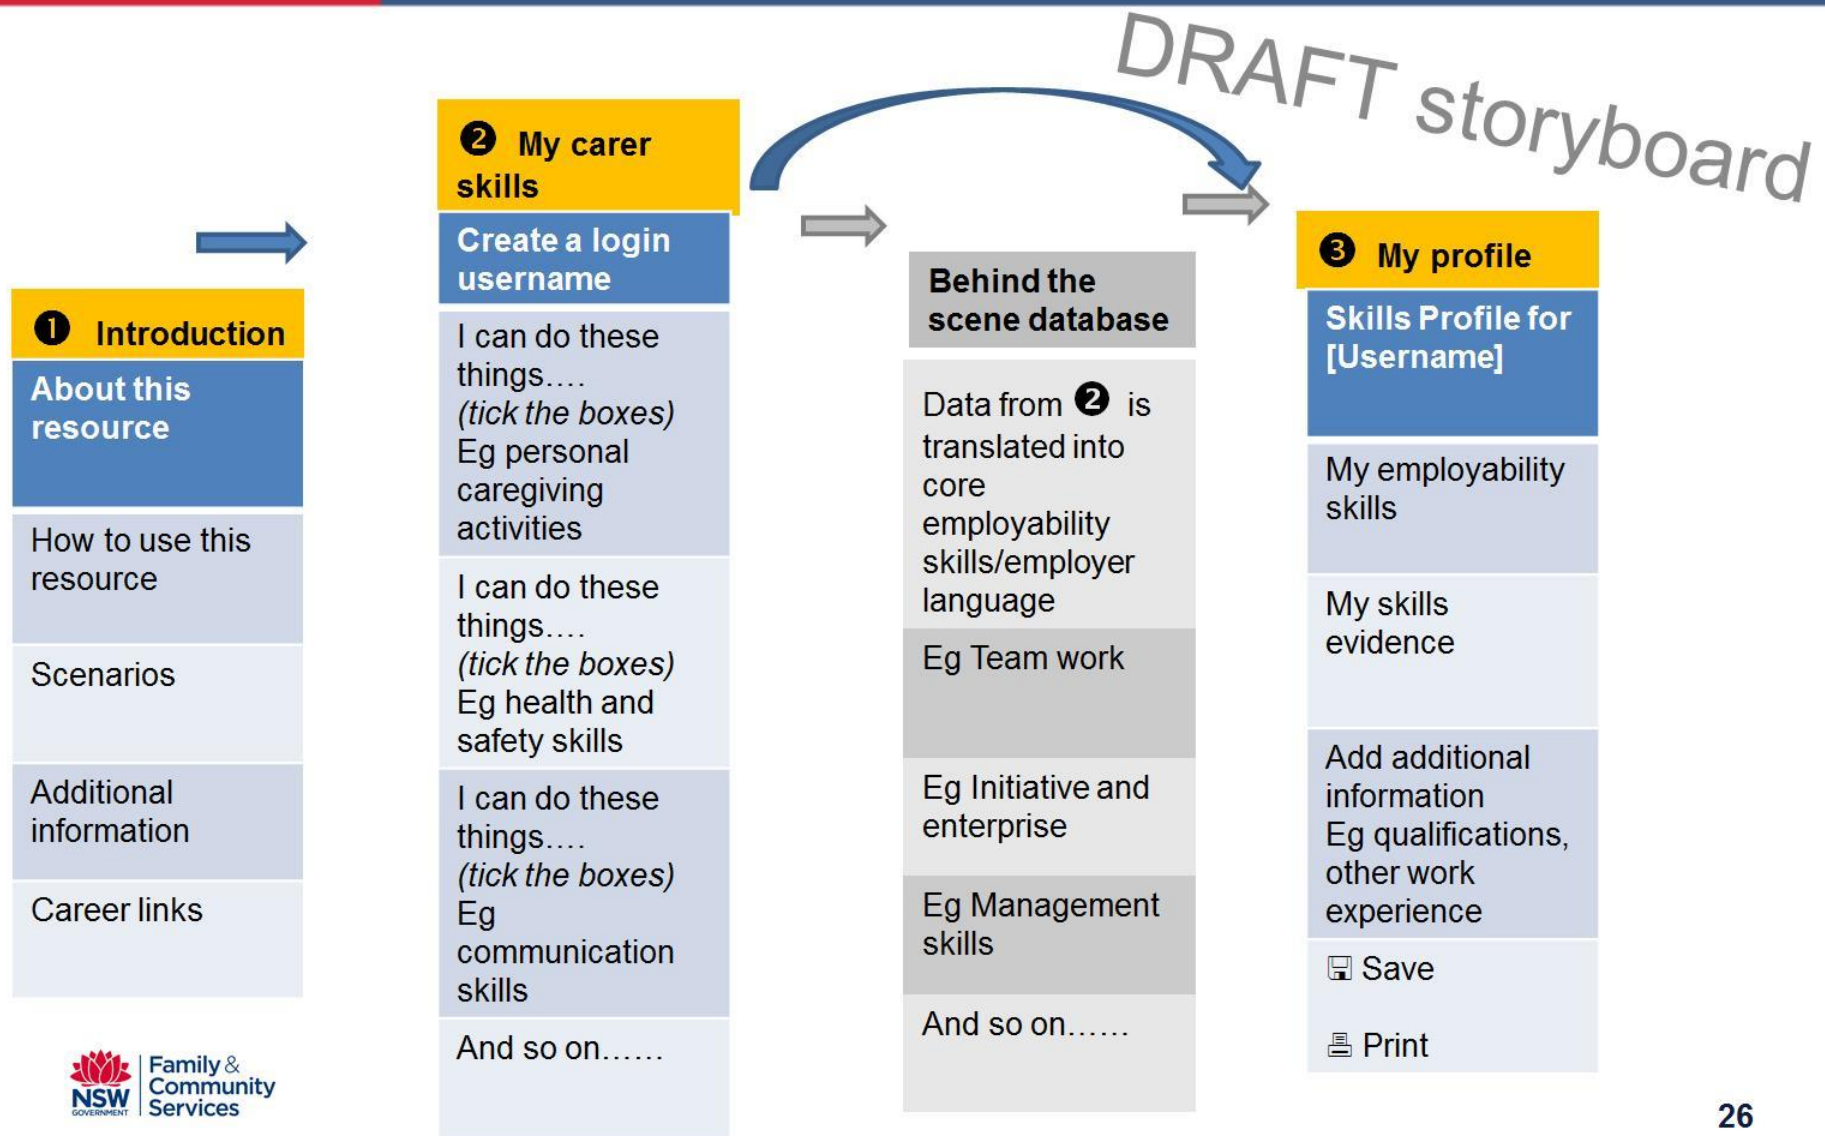 DRAFT storyboard
❶ Introduction
About this
resource
How to use this
resource
Scenarios
Additional
information
Career links
❷ My carer
skills
Create a login
username
I can do these
things….
(tick the boxes)
Eg personal
caregiving
activities
I can do these
things….
(tick the boxes)
Eg health and
safety skills
I can do these
things….
(tick the boxes)
Eg
communication
skills
And so on……
Behind the
scene database
Data from ❷ is
translated into
core
employability
skills/employer
language
Eg Team work
Eg Initiative and
enterprise
Eg Management
skills
And so on……
❸ My profile
Skills Profile for
[Username]
My employability
skills
My skills
evidence
Add additional
information
Eg qualifications,
other work
experience
Save
Print
NSW
GOVERNMENT
Family &
Community
Services
26